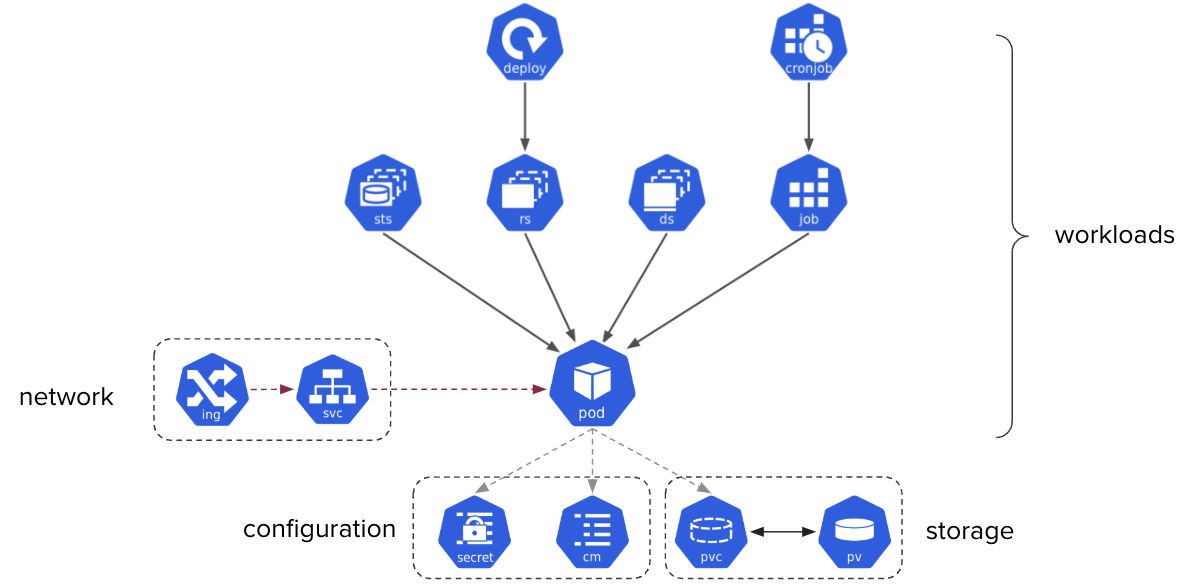 deploy
cronjob
sts
rs
ds
job
workloads
network
ing
svc
pod
configuration
secret
cm
pvc
pv
storage